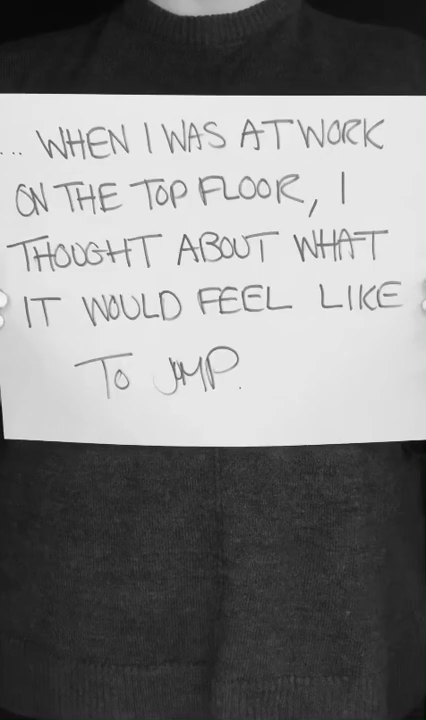 ... WHEN I WAS AT WORK
ON THE TOP FLOOR, I
THOUGHT ABOUT WHAT
IT WOULD FEEL LIKE
TO JUMP.